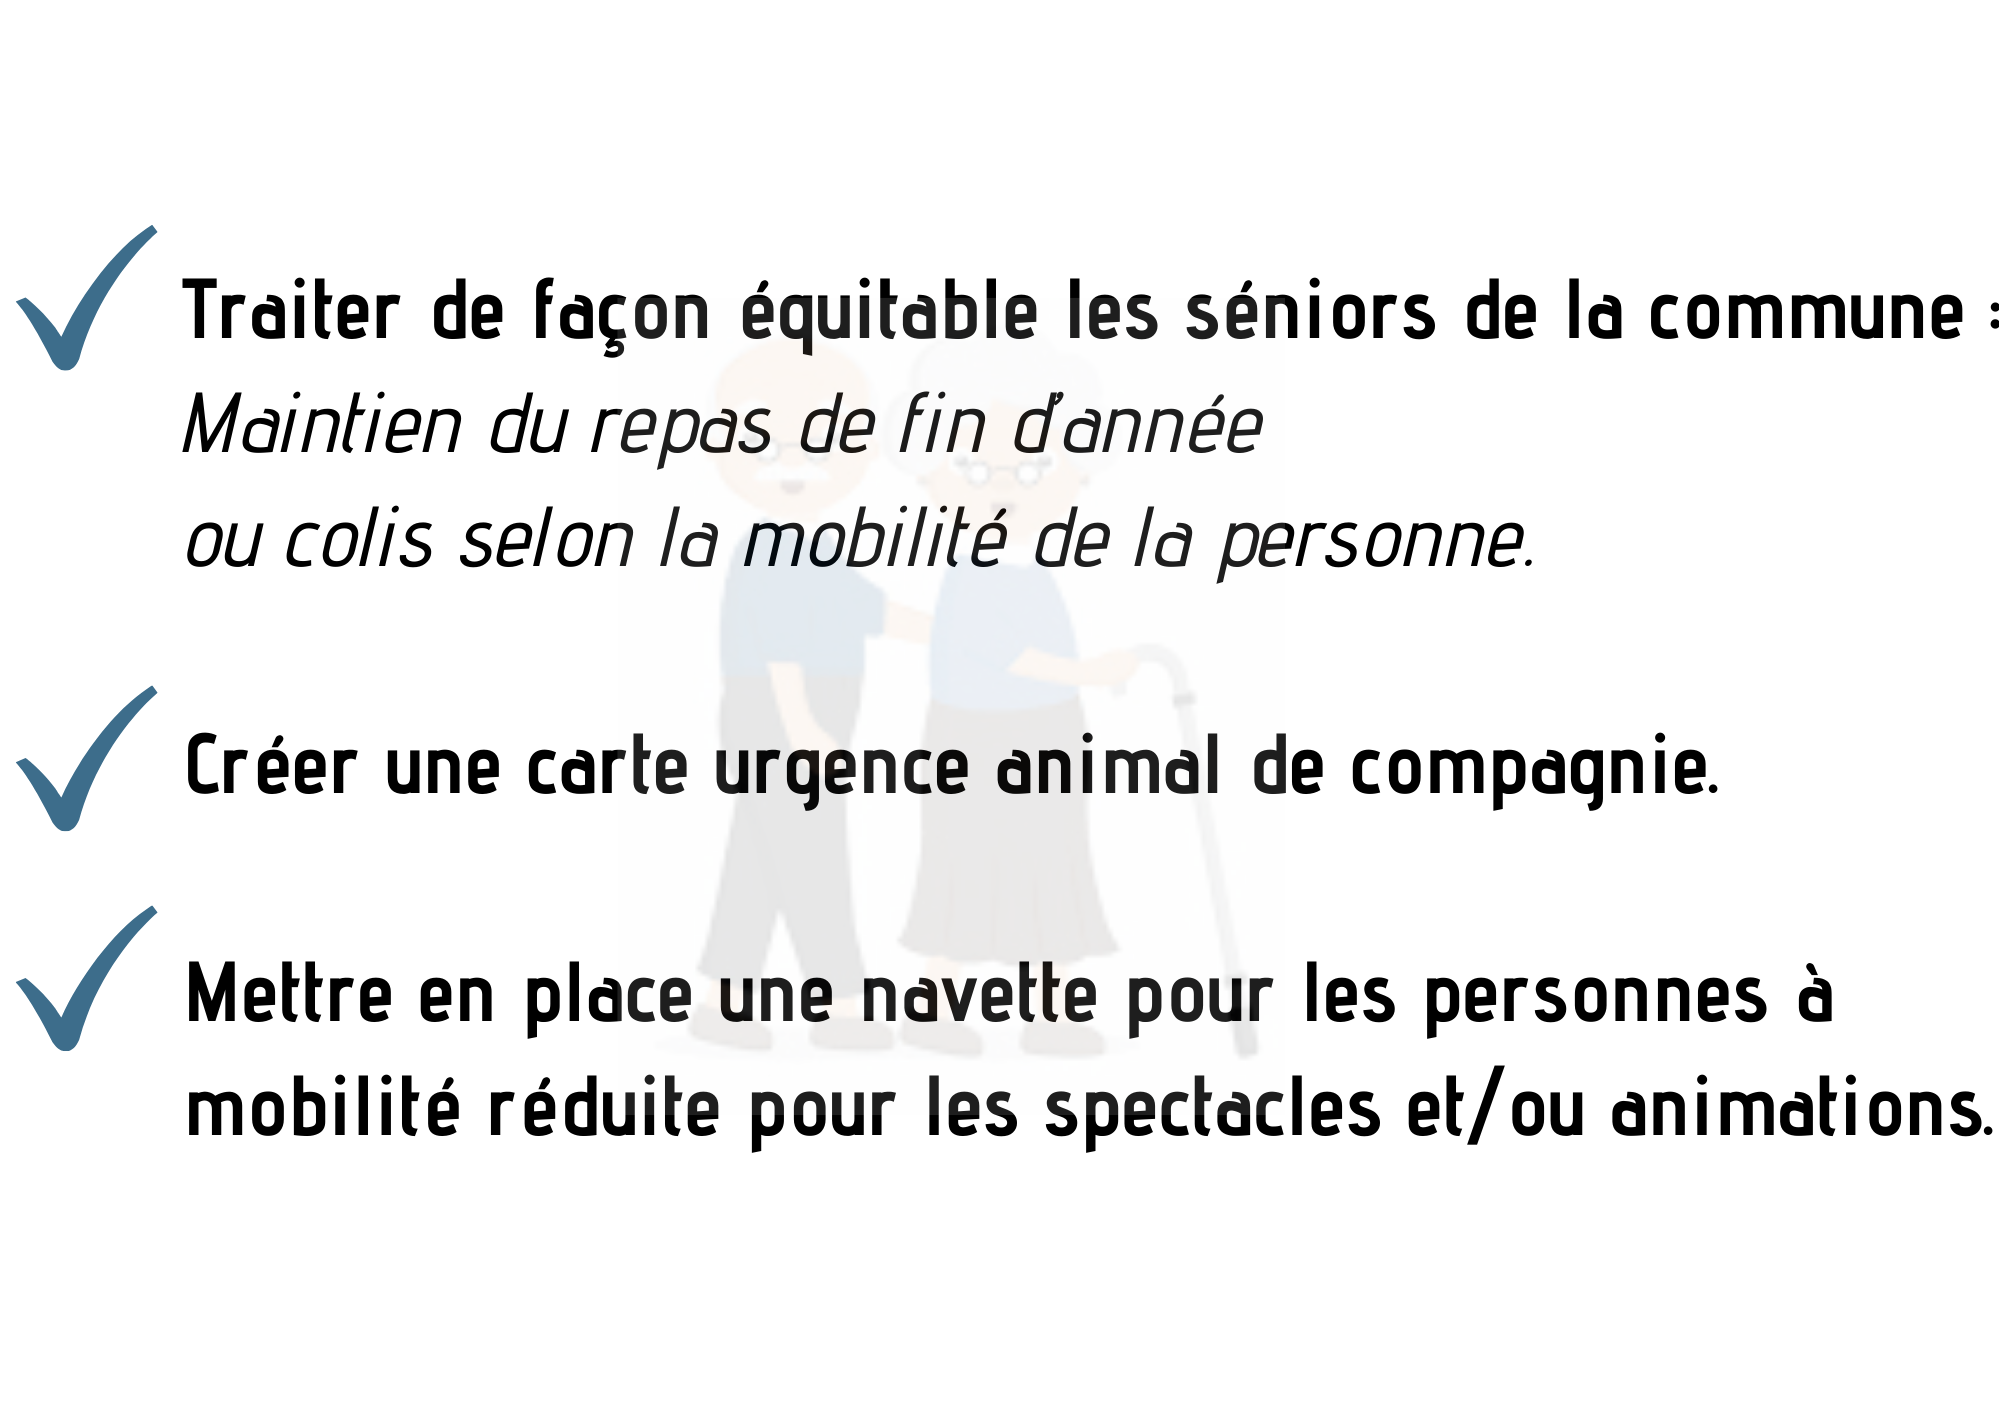 Traiter de façon équitable les séniors de la commune :
Maintien du repas de fin d'année
ou colis selon la mobilité de la personne.
Créer une carte urgence animal de compagnie.
Mettre en place une navette pour les personnes à
mobilité réduite pour les spectacles et/ou animations.